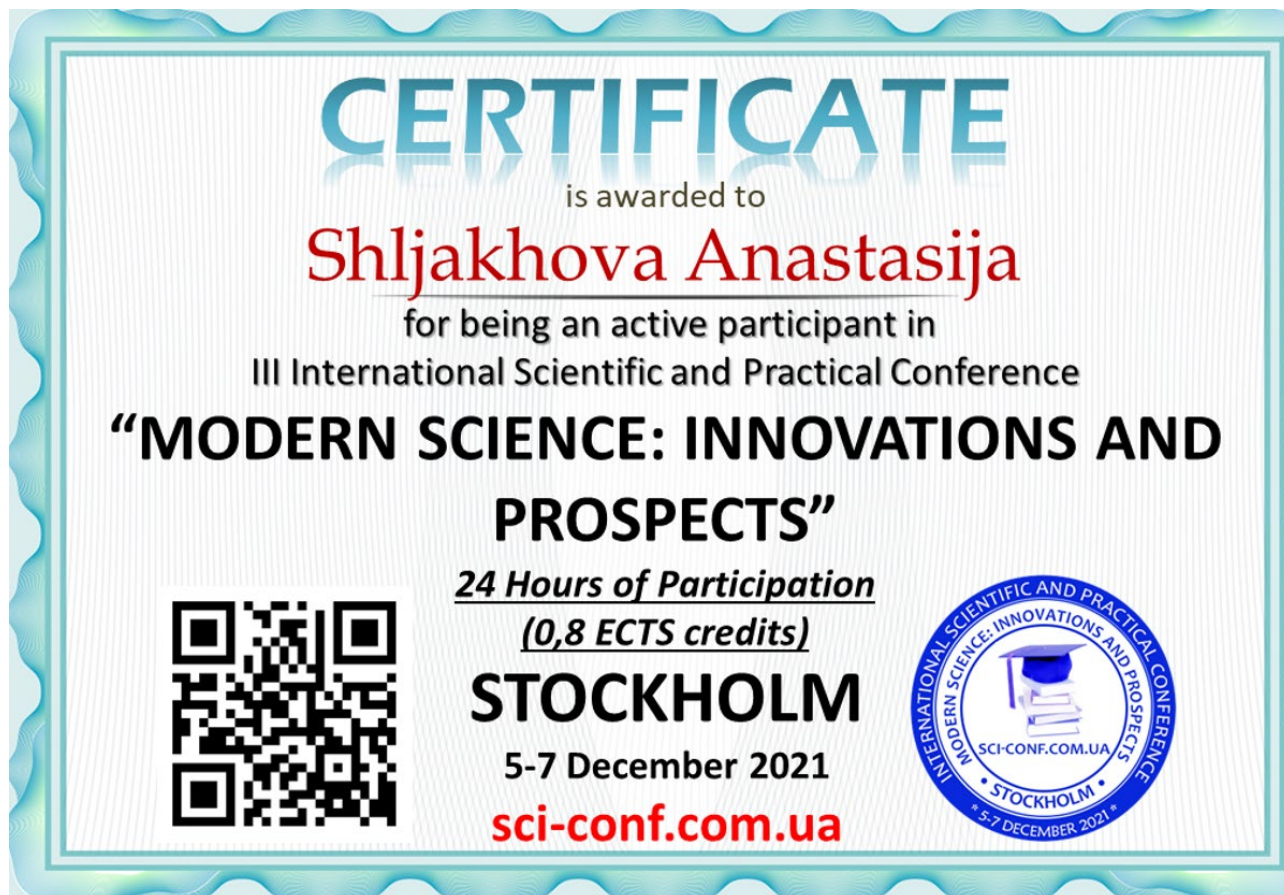 CERTIFICATE
is awarded to
Shljakhova Anastasija
for being an active participant in
III International Scientific and Practical Conference
“MODERN SCIENCE: INNOVATIONS AND
PROSPECTS”
24 Hours of Participation
(0,8 ECTS credits)
STOCKHOLM
5-7 December 2021
sci-conf.com.ua
INTERNATIONAL SCIENTIFIC AND PRACTICAL CONFERENCE
MODERN SCIENCE: INNOVATIONS AND PROSPECTS
SCI-CONF.COM.UA
• STOCKHOLM •
* 5-7 DECEMBER 2021 *